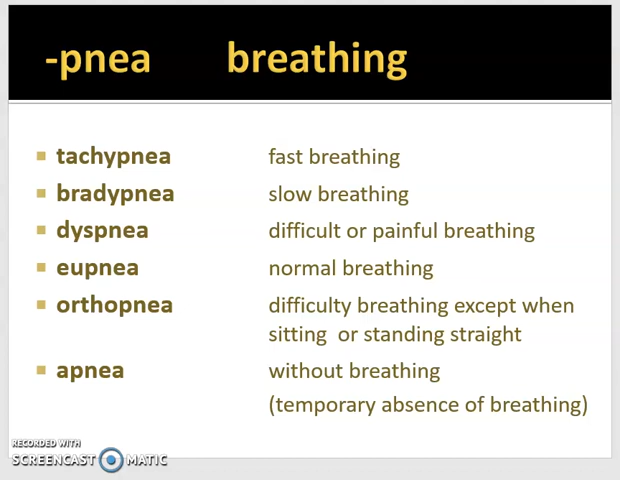 -pnea breathing
tachypnea fast breathing
bradypnea slow breathing
dyspnea difficult or painful breathing
eupnea normal breathing
orthopnea difficulty breathing except when
sitting or standing straight
apnea without breathing
(temporary absence of breathing)
RECORDED WITH
SCREENCAST MATIC